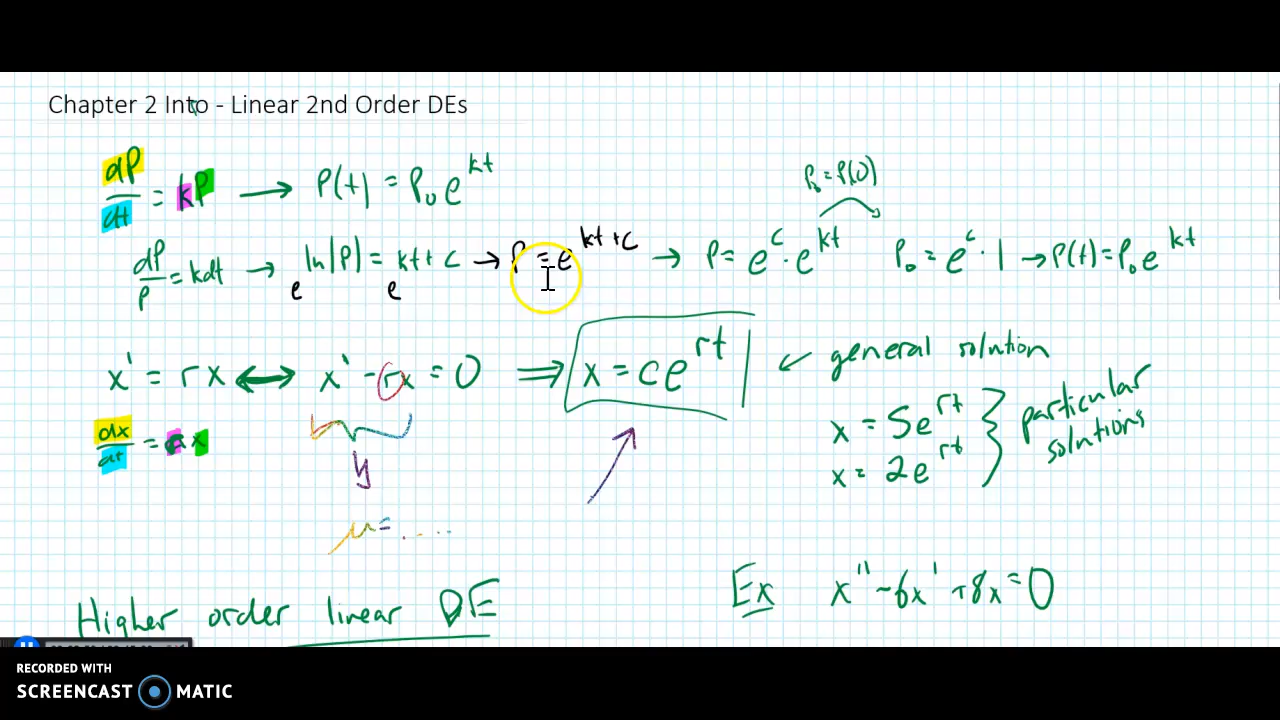 Chapter 2 Into - Linear 2nd Order DEs
dP/dt = kP → P(t) = P₀e^(kt)
P₀ = P(0)
dP/P = kdt → ln|P| = kt + c → P = e^(kt+c) → P = e^c · e^(kt) P₀ = e^c · 1 → P(t) = P₀e^(kt)
e e
x' = rx ↔ x' - rx = 0 ⇒ x = ce^(rt) ← general solution
dx/dt = x
x = 5e^(rt)
x = 2e^(rt) } particular solutions
y
μ = . . . . .
Ex x'' - 6x' + 8x = 0
Higher order linear DE
RECORDED WITH
SCREENCAST MATIC